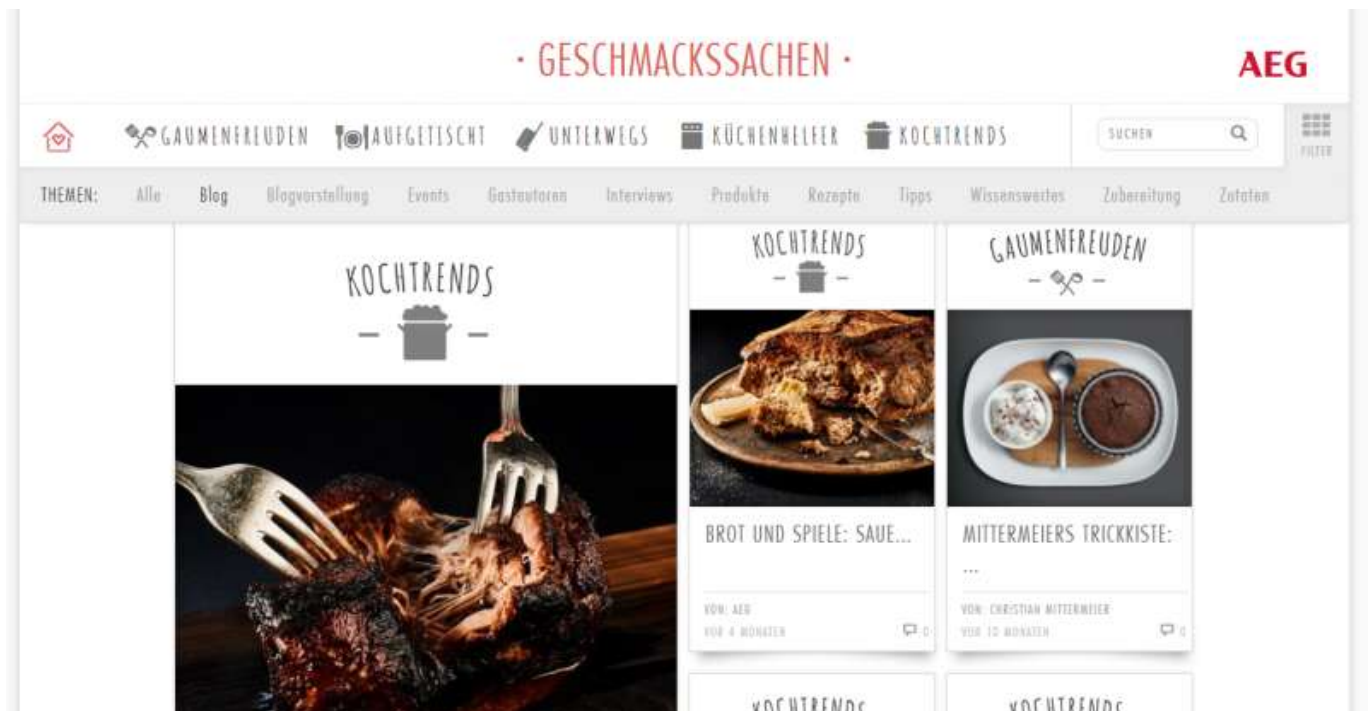 · GESCHMACKSSACHEN ·
AEG
GAUMENFREUDEN AUFGETISCHT UNTERWEGS KÜCHENHELFER KOCHTRENDS
SUCHEN
FILTER
THEMEN: Alle Blog Blogvorstellung Events Gastautoren Interviews Produkte Rezepte Tipps Wissenswertes Zubereitung Zutaten
KOCHTRENDS
KOCHTRENDS
BROT UND SPIELE: SAUE...
VON: AEG
VOR 4 MONATEN 0
GAUMENFREUDEN
MITTERMEIERS TRICKKISTE:
...
VON: CHRISTIAN MITTERMEIER
VOR 10 MONATEN 0
KOCHTRENDS
KOCHTRENDS